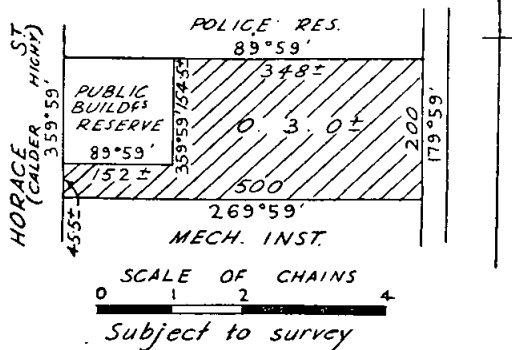 POLICE RES.
89°59'
348±
HORACE ST
(CALDER HIGHY)
359°59'
PUBLIC
BUILDGS
RESERVE
89°59'
152±
359°59'
154·5±
0. 3. 0±
200
179°59'
500
269°59'
45·5±
MECH. INST.
SCALE OF CHAINS
0 1 2 4
Subject to survey